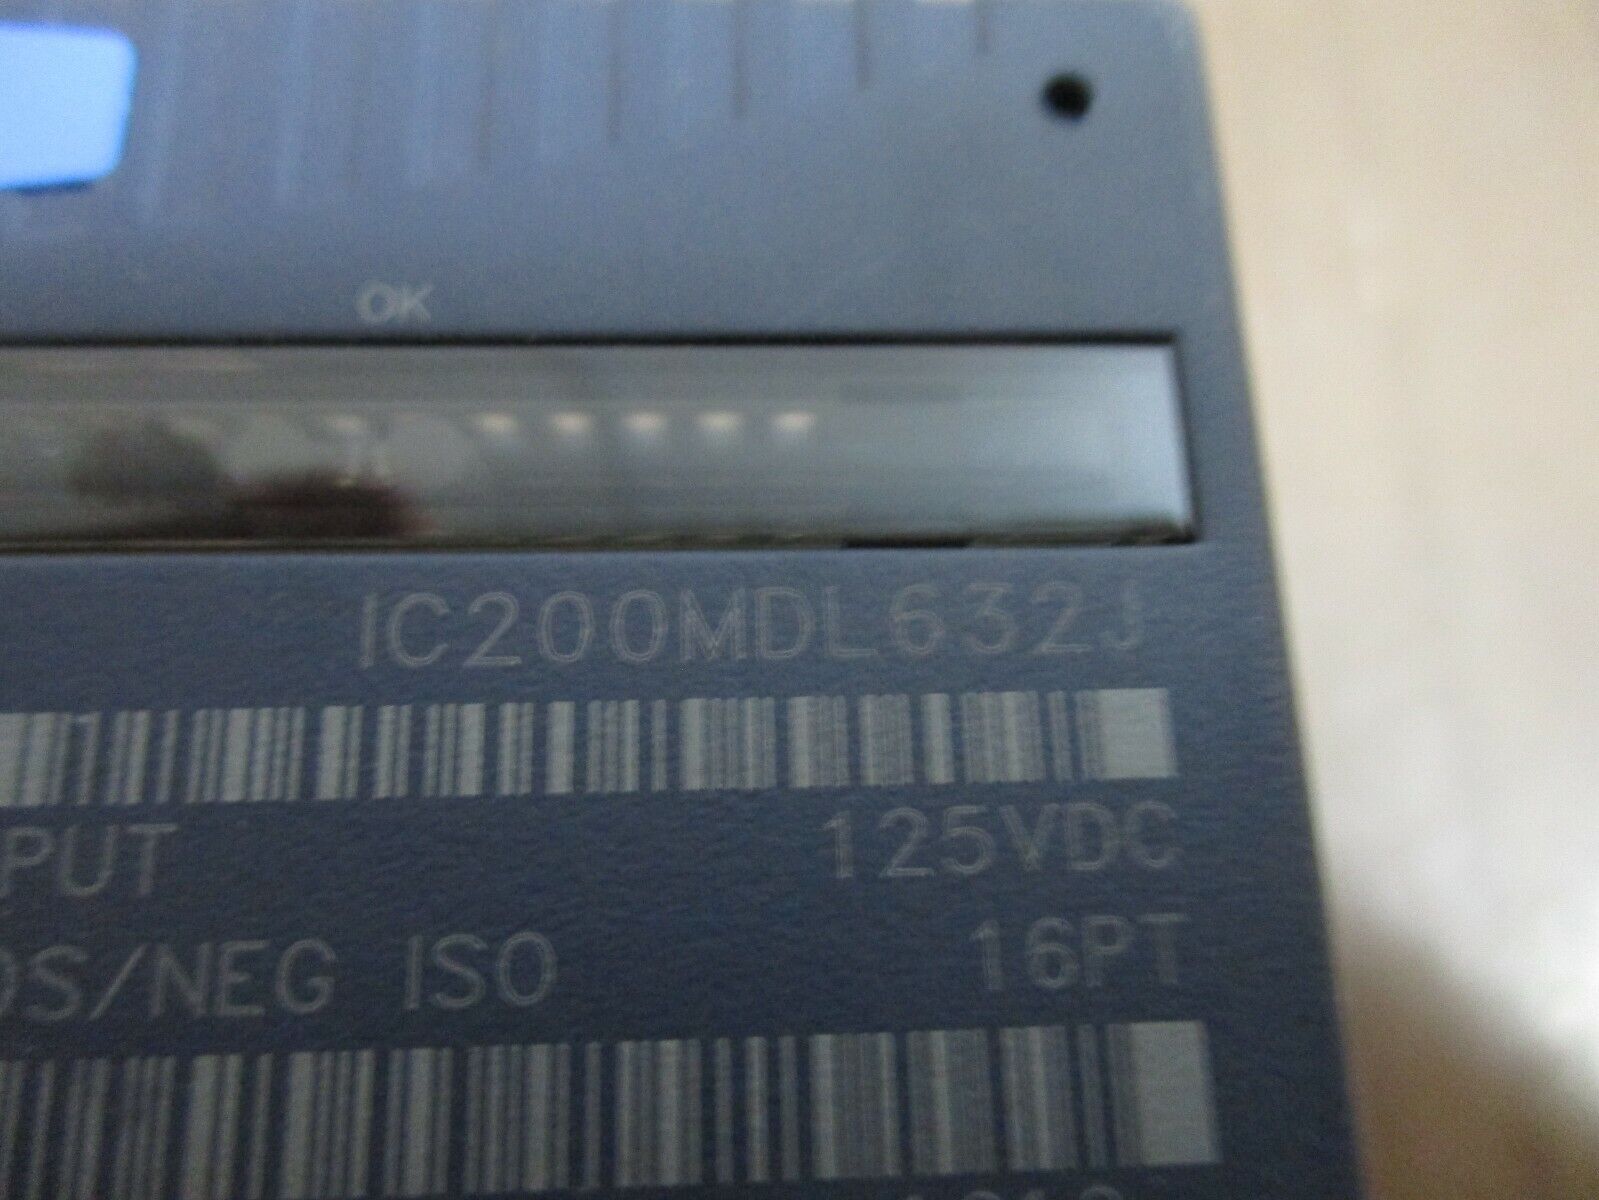 OK
IC200MDL632J
PUT 125VDC
OS/NEG ISO 16PT